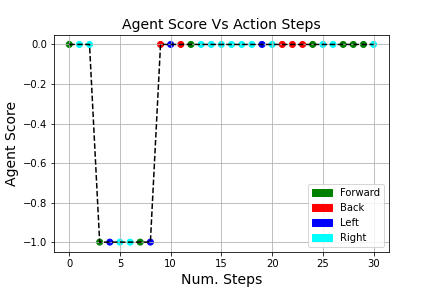 Agent Score Vs Action Steps
Agent Score
0.0
−0.2
−0.4
−0.6
−0.8
−1.0
Forward
Back
Left
Right
0 5 10 15 20 25 30
Num. Steps